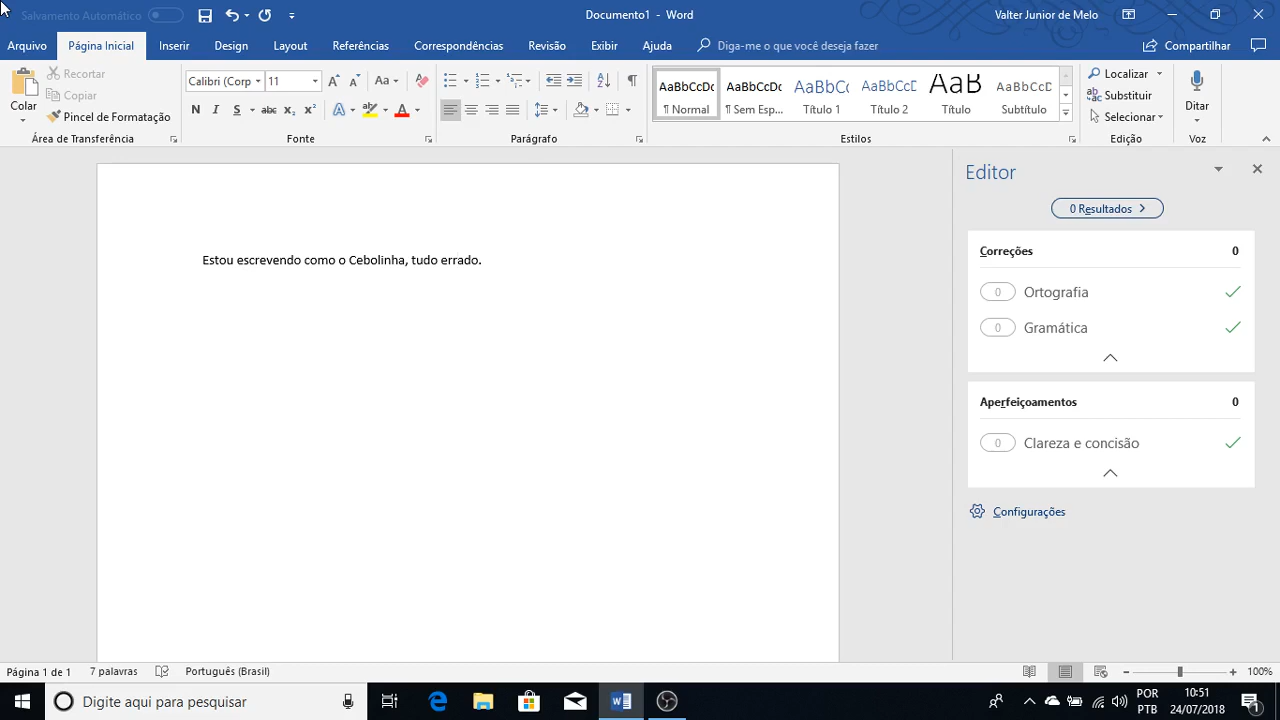 Salvamento Automático
Documento1 - Word
Valter Junior de Melo
Arquivo
Página Inicial
Inserir
Design
Layout
Referências
Correspondências
Revisão
Exibir
Ajuda
Diga-me o que você deseja fazer
Compartilhar
Colar
Recortar
Copiar
Pincel de Formatação
Área de Transferência
Calibri (Corp
11
Aa
N I S abc x₂ x²
Fonte
Parágrafo
AaBbCcDc
¶ Normal
AaBbCcDc
¶ Sem Esp...
AaBbCc
Título 1
AaBbCcD
Título 2
AaB
Título
AaBbCcD
Subtítulo
Estilos
Localizar
Substituir
Selecionar
Edição
Ditar
Voz
Estou escrevendo como o Cebolinha, tudo errado.
Editor
0 Resultados
Correções 0
0 Ortografia
0 Gramática
Aperfeiçoamentos 0
0 Clareza e concisão
Configurações
Página 1 de 1
7 palavras
Português (Brasil)
100%
Digite aqui para pesquisar
POR
PTB
10:51
24/07/2018
1